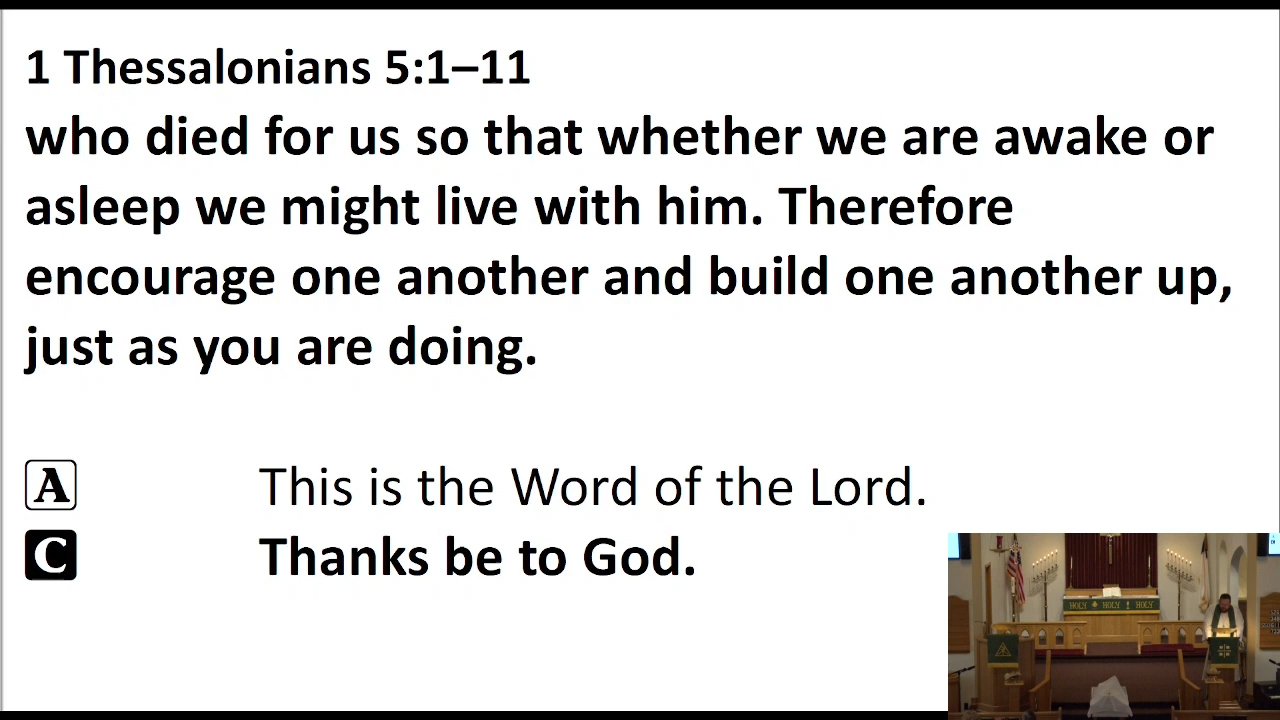 1 Thessalonians 5:1–11
who died for us so that whether we are awake or
asleep we might live with him. Therefore
encourage one another and build one another up,
just as you are doing.
A This is the Word of the Lord.
C Thanks be to God.
HOLY HOLY HOLY